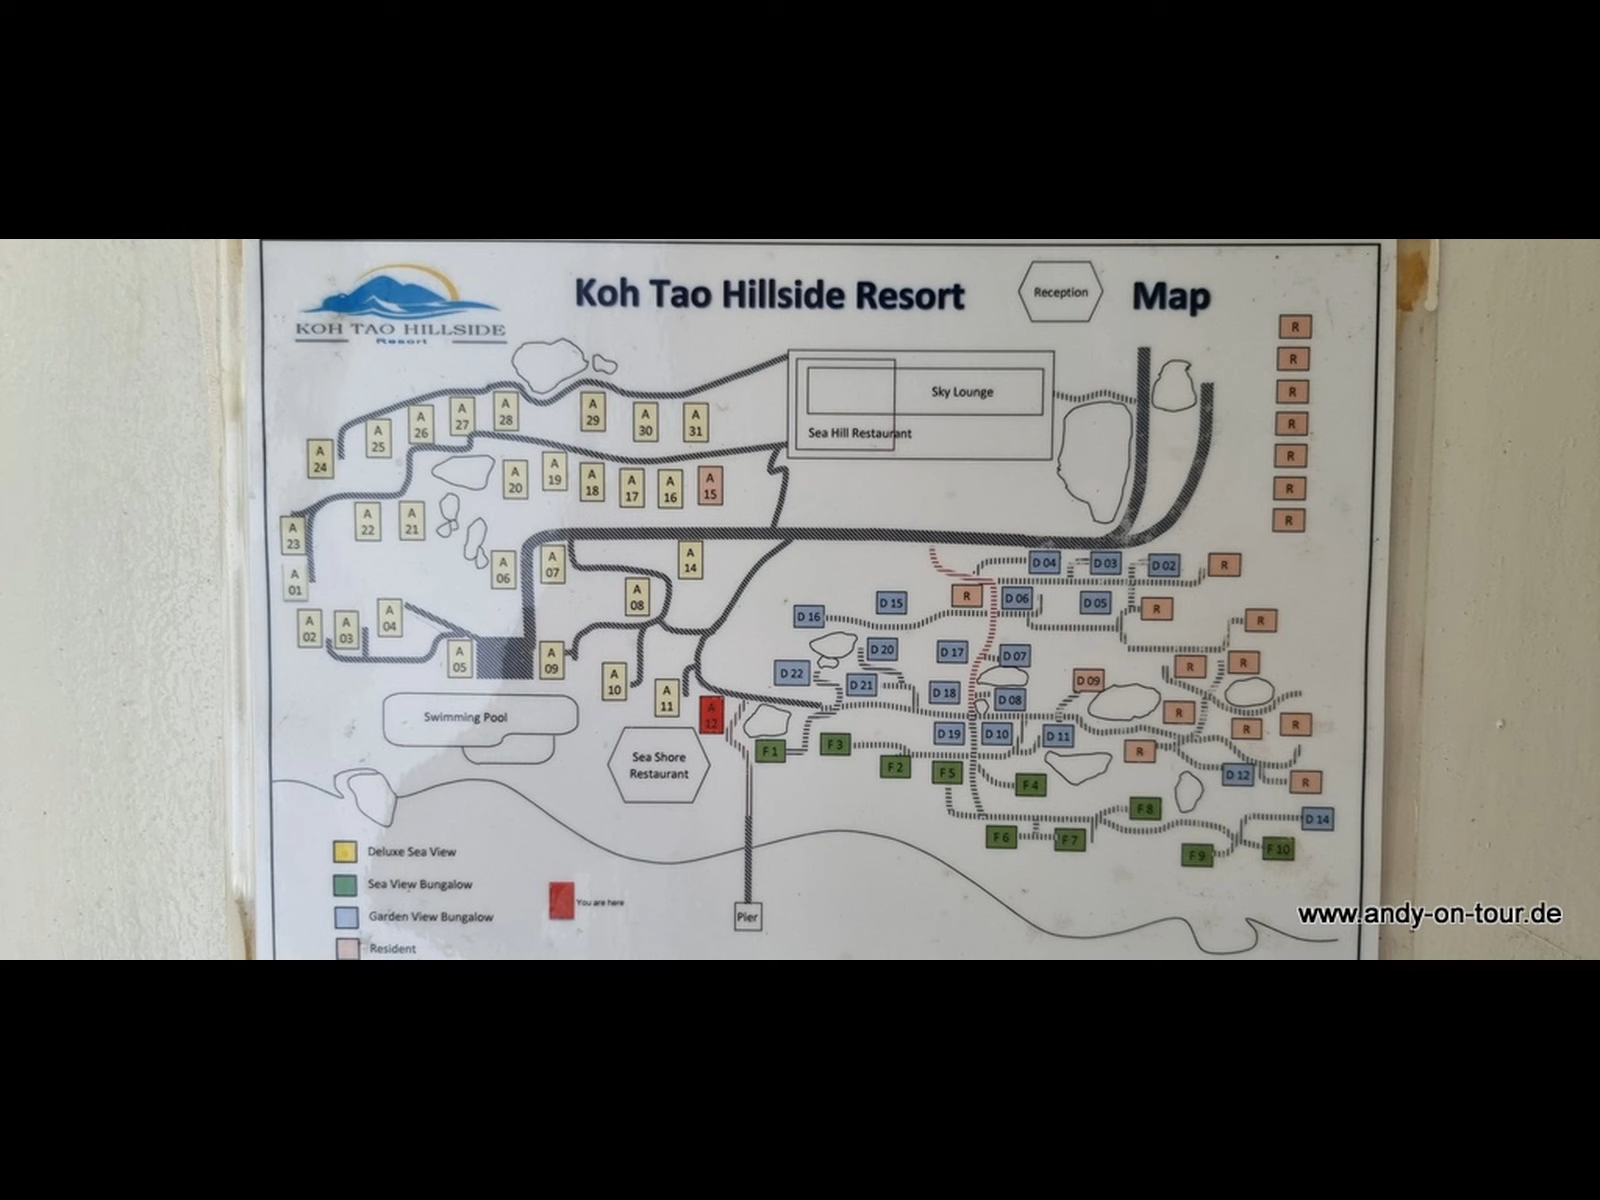 Koh Tao Hillside Resort
Reception
Map
KOH TAO HILLSIDE
Resort
R
R
R
R
R
R
R
Sky Lounge
Sea Hill Restaurant
A 24
A 25
A 26
A 27
A 28
A 29
A 30
A 31
A 20
A 19
A 18
A 17
A 16
A 15
A 23
A 22
A 21
A 01
A 06
A 07
A 14
A 08
A 02
A 03
A 04
A 05
A 09
A 10
A 11
A 12
D 04
D 03
D 02
R
R
D 06
D 05
R
R
D 16
D 15
D 20
D 17
D 07
R
R
D 22
D 21
D 18
D 08
D 09
R
D 19
D 10
D 11
R
R
R
D 12
R
Swimming Pool
Sea Shore
Restaurant
F 1
F 3
F 2
F 5
F 4
F 8
D 14
F 6
F 7
F 9
F 10
Deluxe Sea View
Sea View Bungalow
Garden View Bungalow
Resident
You are here
Pier
www.andy-on-tour.de